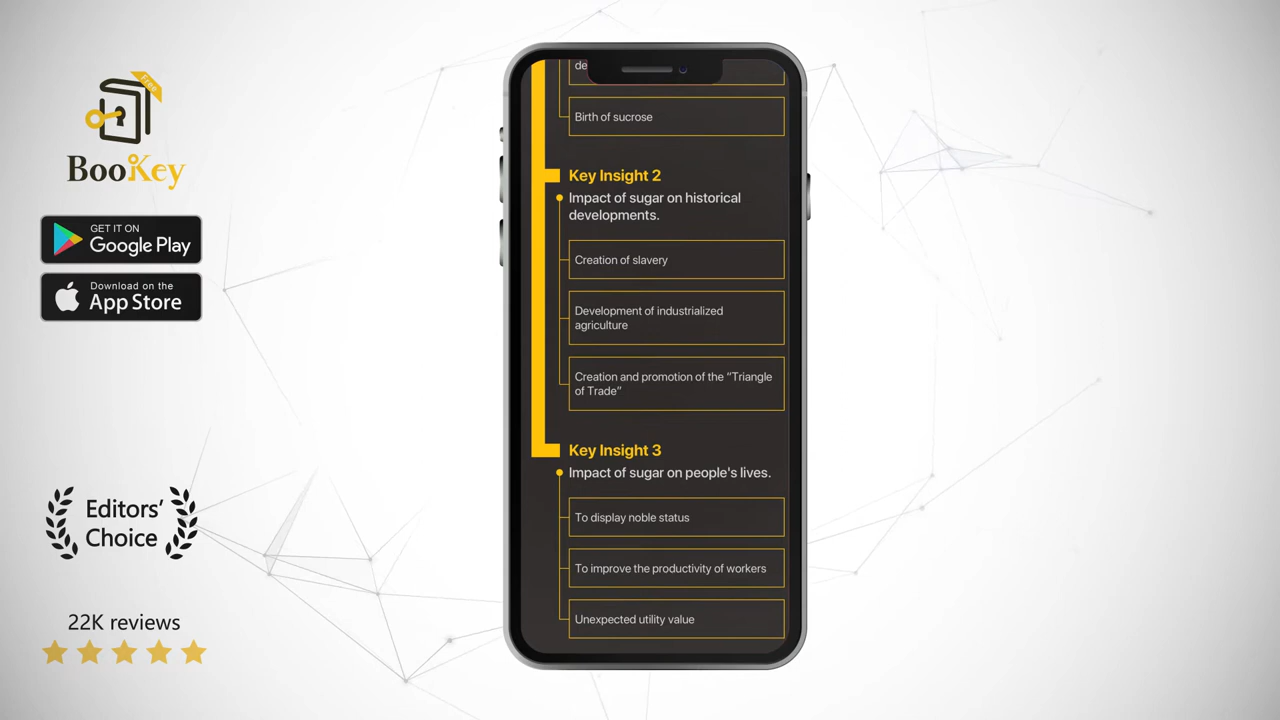 Free
BooKey
GET IT ON
Google Play
Download on the
App Store
Editors'
Choice
22K reviews
de
Birth of sucrose
Key Insight 2
Impact of sugar on historical
developments.
Creation of slavery
Development of industrialized
agriculture
Creation and promotion of the “Triangle
of Trade”
Key Insight 3
Impact of sugar on people's lives.
To display noble status
To improve the productivity of workers
Unexpected utility value